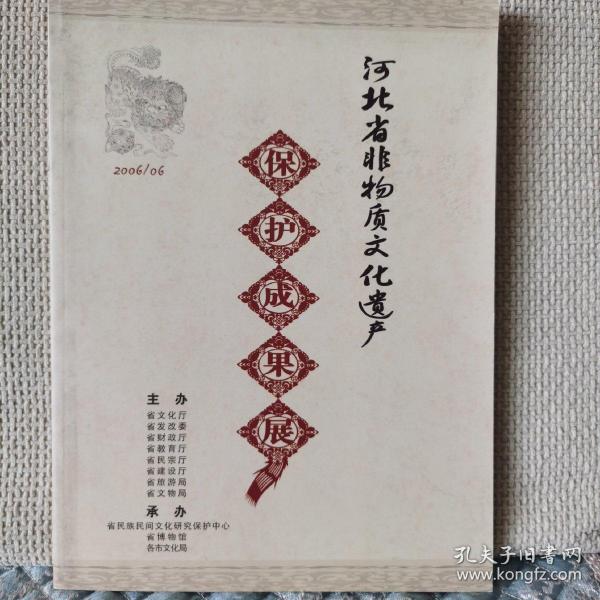 河北省非物质文化遗产
保护成果展
2006/06
主办
省文化厅
省发改委
省财政厅
省教育厅
省民宗厅
省建设厅
省旅游局
省文物局
承办
省民族民间文化研究保护中心
省博物馆
各市文化局
孔夫子旧书网
www.kongfz.com